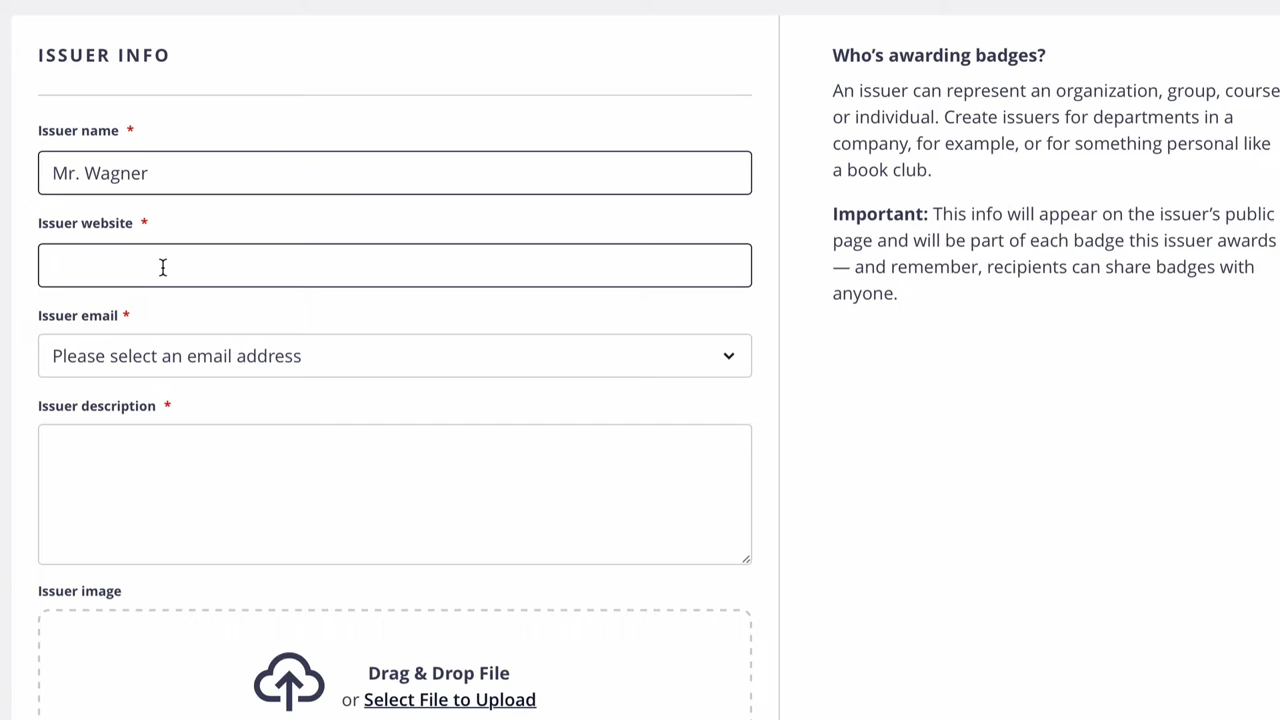 ISSUER INFO
Issuer name *
Mr. Wagner
Issuer website *
Issuer email *
Please select an email address
Issuer description *
Issuer image
Drag & Drop File
or Select File to Upload
Who's awarding badges?
An issuer can represent an organization, group, course
or individual. Create issuers for departments in a
company, for example, or for something personal like
a book club.
Important: This info will appear on the issuer's public
page and will be part of each badge this issuer awards
— and remember, recipients can share badges with
anyone.